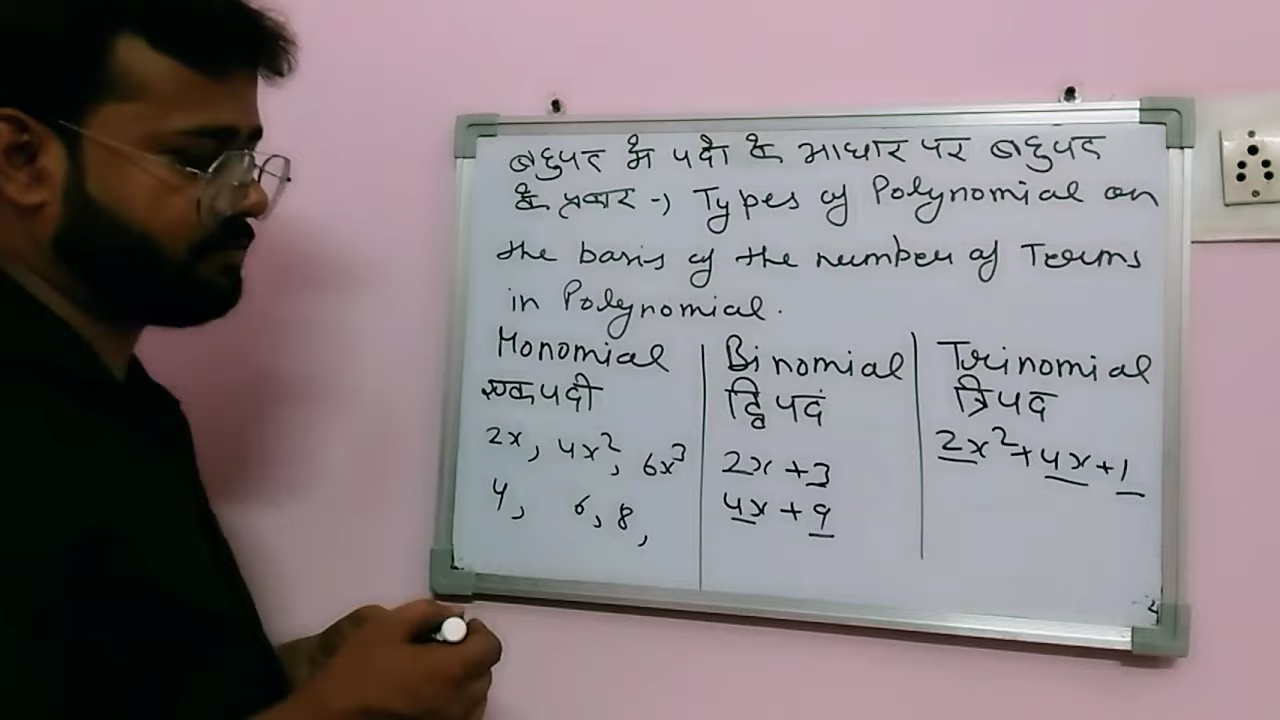 बहुपद मे पदो के आधार पर बहुपद
के प्रकार -> Types of Polynomial on
the basis of the number of Terms
in Polynomial.
Monomial
एकपदी
2x, 4x², 6x³
4, 6, 8,
Binomial
द्विपद
2x + 3
4x + 9
Trinomial
त्रिपद
2x² + 4x + 1